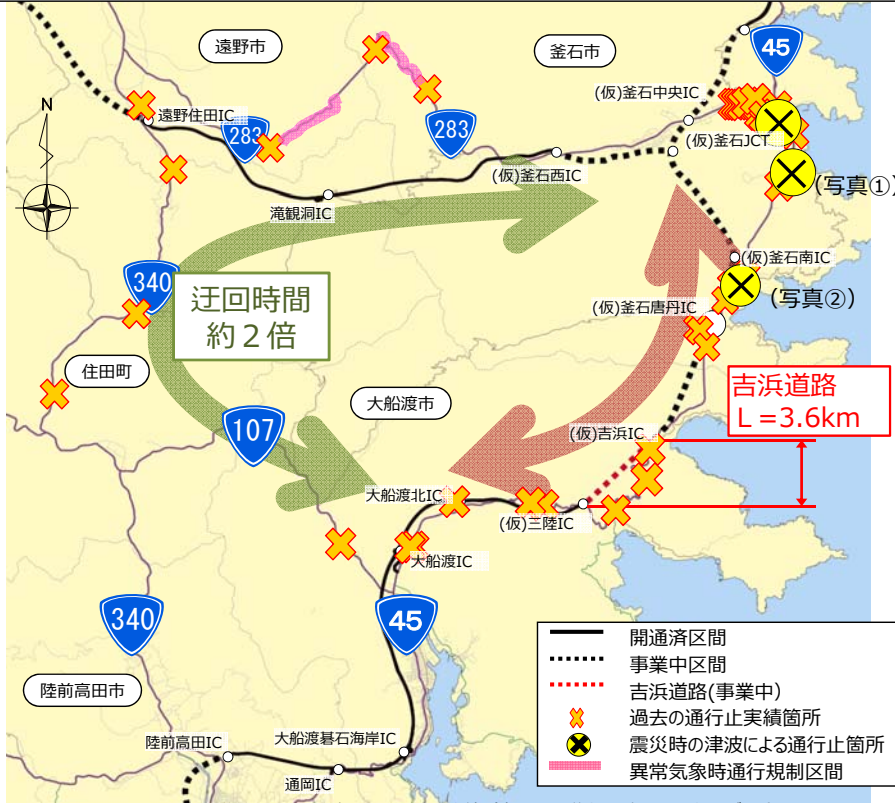 遠野市
釜石市
45
(仮)釜石中央IC
N
遠野住田IC
283
283
(仮)釜石JCT
(仮)釜石西IC
(写真①)
滝観洞IC
(仮)釜石南IC
340
迂回時間
約2倍
(写真②)
(仮)釜石唐丹IC
住田町
吉浜道路
L=3.6km
大船渡市
107
(仮)吉浜IC
大船渡北IC
(仮)三陸IC
大船渡IC
340
45
開通済区間
事業中区間
吉浜道路(事業中)
過去の通行止実績箇所
震災時の津波による通行止箇所
異常気象時通行規制区間
陸前高田市
陸前高田IC
大船渡碁石海岸IC
通岡IC